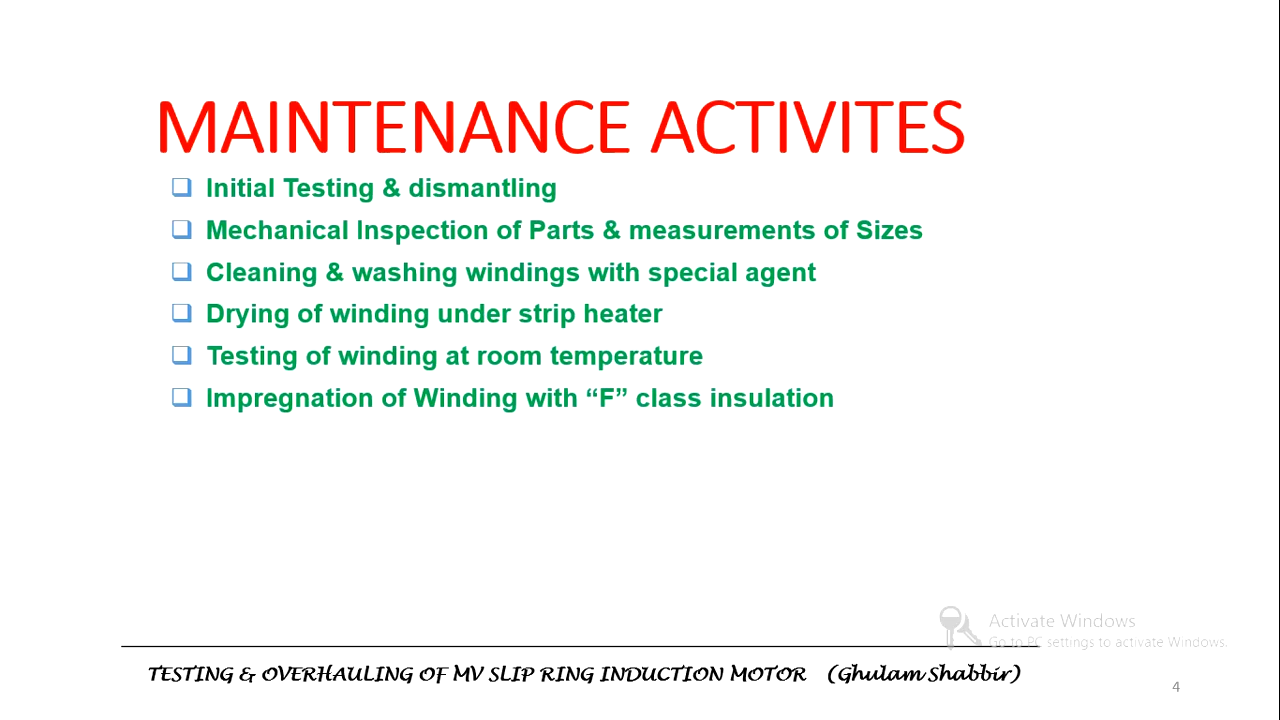 MAINTENANCE ACTIVITES
Initial Testing & dismantling
Mechanical Inspection of Parts & measurements of Sizes
Cleaning & washing windings with special agent
Drying of winding under strip heater
Testing of winding at room temperature
Impregnation of Winding with “F” class insulation
Activate Windows
Go to PC settings to activate Windows.
TESTING & OVERHAULING OF MV SLIP RING INDUCTION MOTOR (Ghulam Shabbir)
4